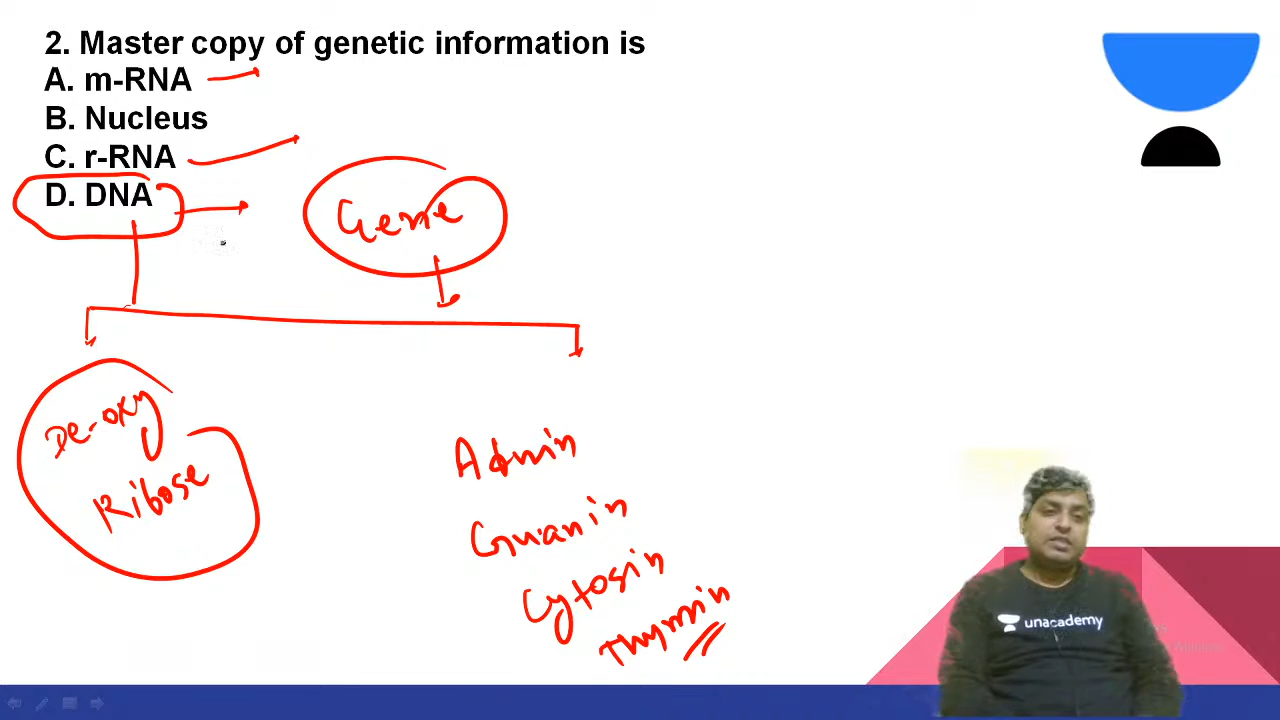 2. Master copy of genetic information is
A. m-RNA
B. Nucleus
C. r-RNA
D. DNA
Gene
De-oxy
Ribose
Admin
Guanin
Cytosin
Thymin
unacademy